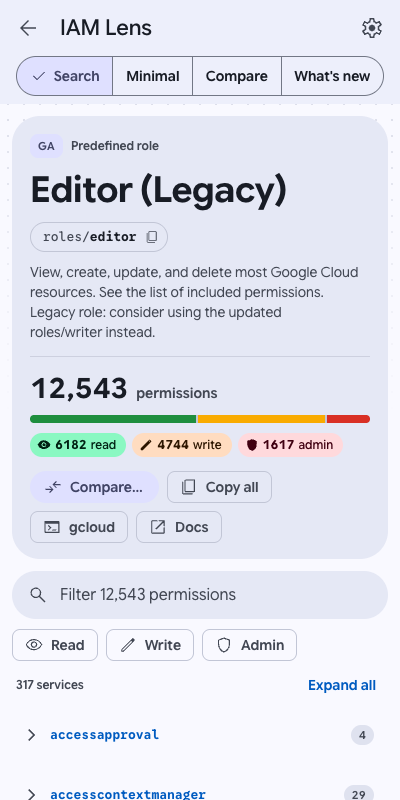 IAM Lens
Search Minimal Compare What's new
GA Predefined role
Editor (Legacy)
roles/editor
View, create, update, and delete most Google Cloud
resources. See the list of included permissions.
Legacy role: consider using the updated
roles/writer instead.
12,543 permissions
6182 read 4744 write 1617 admin
Compare... Copy all
gcloud Docs
Filter 12,543 permissions
Read Write Admin
317 services Expand all
accessapproval 4
accesscontextmanager 29